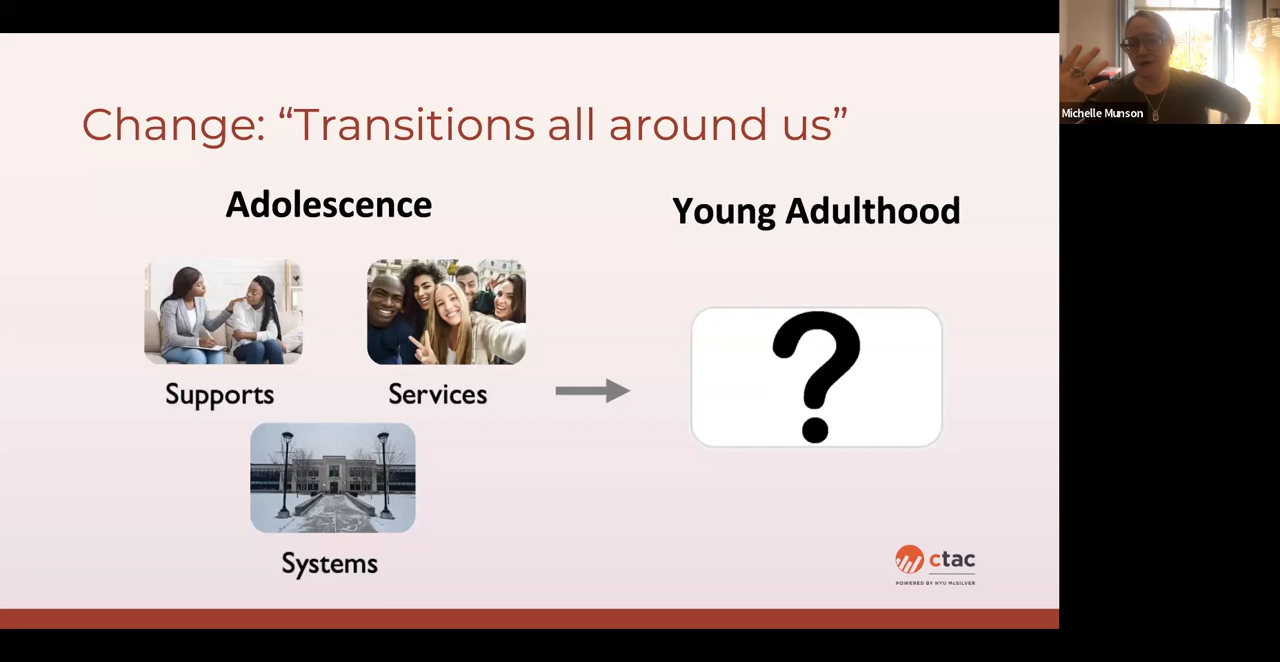 Change: “Transitions all around us”
Michelle Munson
Adolescence
Young Adulthood
Supports
Services
?
Systems
ctac
POWERED BY NYU McSILVER